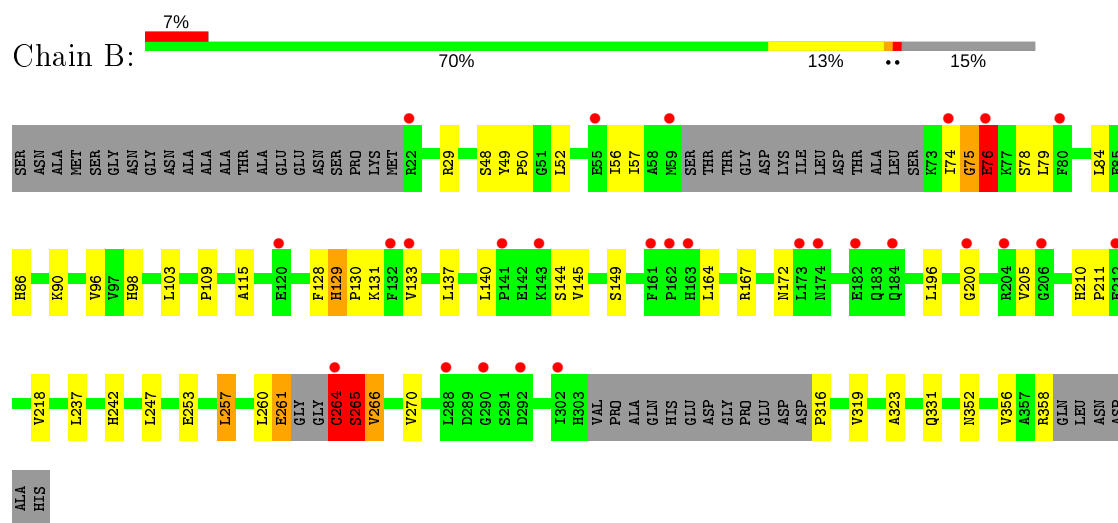 7%
Chain B:
70% 13% •• 15%
SER ASN ALA MET SER GLY ASN GLY ASN ALA ALA ALA THR ALA GLU GLU ASN SER PRO LYS MET R22 R29 S48 Y49 P50 G51 L52 E55 I56 I57 A58 M59 SER THR THR GLY ASP LYS ILE LEU ASP THR ALA LEU SER K73 I74 G75 E76 K77 S78 L79 F80 L84 E85
H86 K90 V96 V97 H98 L103 P109 A115 E120 F128 H129 P130 K131 F132 V133 L137 L140 P141 E142 K143 S144 V145 S149 F161 P162 H163 L164 R167 N172 L173 N174 E182 Q183 Q184 L196 G200 R204 V205 G206 H210 P211 E212
V218 L237 H242 L247 E253 L257 L260 E261 GLY GLY C264 S265 V266 V270 L288 D289 G290 S291 D292 I302 H303 VAL PRO ALA GLN HIS GLU ASP GLY PRO GLU ASP ASP P316 V319 A323 Q331 N352 V356 A357 R358 GLN LEU ASN ASP
ALA HIS